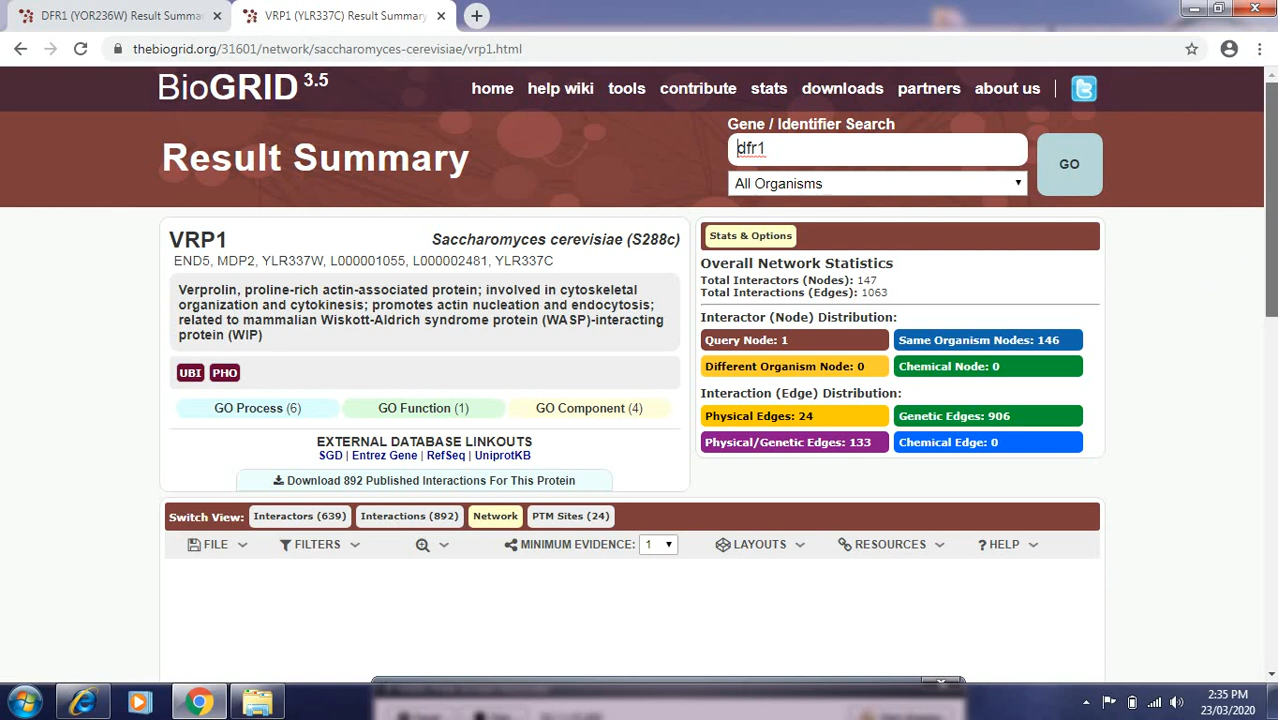 DFR1 (YOR236W) Result Summary
VRP1 (YLR337C) Result Summary
thebiogrid.org/31601/network/saccharomyces-cerevisiae/vrp1.html
BioGRID 3.5
home help wiki tools contribute stats downloads partners about us
Gene / Identifier Search
dfr1
GO
Result Summary
All Organisms
VRP1
Saccharomyces cerevisiae (S288c)
END5, MDP2, YLR337W, L000001055, L000002481, YLR337C
Verprolin, proline-rich actin-associated protein; involved in cytoskeletal
organization and cytokinesis; promotes actin nucleation and endocytosis;
related to mammalian Wiskott-Aldrich syndrome protein (WASP)-interacting
protein (WIP)
UBI PHO
GO Process (6) GO Function (1) GO Component (4)
EXTERNAL DATABASE LINKOUTS
SGD | Entrez Gene | RefSeq | UniprotKB
Download 892 Published Interactions For This Protein
Stats & Options
Overall Network Statistics
Total Interactors (Nodes): 147
Total Interactions (Edges): 1063
Interactor (Node) Distribution:
Query Node: 1 Same Organism Nodes: 146
Different Organism Node: 0 Chemical Node: 0
Interaction (Edge) Distribution:
Physical Edges: 24 Genetic Edges: 906
Physical/Genetic Edges: 133 Chemical Edge: 0
Switch View: Interactors (639) Interactions (892) Network PTM Sites (24)
FILE FILTERS MINIMUM EVIDENCE: 1 LAYOUTS RESOURCES ? HELP
2:35 PM
23/03/2020